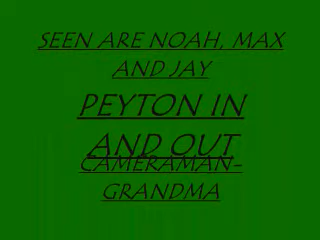 SEEN ARE NOAH, MAX
AND JAY
PEYTON IN
AND OUT
CAMERAMAN-
GRANDMA